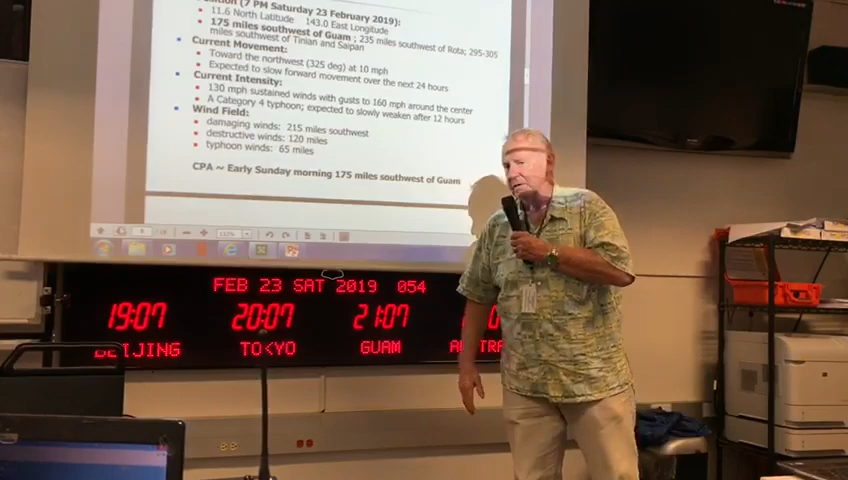 (7 PM Saturday 23 February 2019):
11.6 North Latitude 143.0 East Longitude
175 miles southwest of Guam ; 235 miles southwest of Rota; 295-305
miles southwest of Tinian and Saipan
Current Movement:
Toward the northwest (325 deg) at 10 mph
Expected to slow forward movement over the next 24 hours
Current Intensity:
130 mph sustained winds with gusts to 160 mph around the center
A Category 4 typhoon; expected to slowly weaken after 12 hours
Wind Field:
damaging winds: 215 miles southwest
destructive winds: 120 miles
typhoon winds: 65 miles
CPA ~ Early Sunday morning 175 miles southwest of Guam
FEB 23 SAT 2019 054
19:07 20:07 21:07
BEIJING TOKYO GUAM